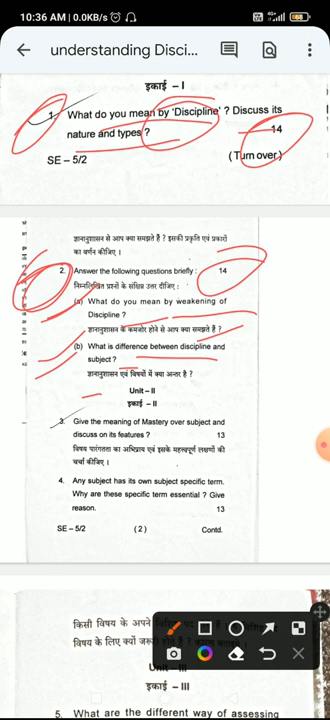 10:36 AM | 0.0KB/s
68
understanding Disci...
इकाई – I
1. What do you mean by 'Discipline' ? Discuss its
nature and types ?
14
SE – 5/2
(Turn over)
ज्ञानानुशासन से आप क्या समझते हैं ? इसकी प्रकृति एवं प्रकारों
का वर्णन कीजिए ।
2. Answer the following questions briefly : 14
निम्नलिखित प्रश्नों के संक्षिप्त उत्तर दीजिए :
(a) What do you mean by weakening of
Discipline ?
ज्ञानानुशासन के कमजोर होने से आप क्या समझते हैं ?
(b) What is difference between discipline and
subject ?
ज्ञानानुशासन एवं विषयों में क्या अन्तर है ?
Unit – II
इकाई – II
3. Give the meaning of Mastery over subject and
discuss on its features ? 13
विषय पारंगतता का अभिप्राय एवं इसके महत्त्वपूर्ण लक्षणों की
चर्चा कीजिए ।
4. Any subject has its own subject specific term.
Why are these specific term essential ? Give
reason. 13
SE – 5/2 (2) Contd.
किसी विषय के अपने
विषय के लिए क्यों
Unit – III
इकाई – III
5. What are the different way of assessing